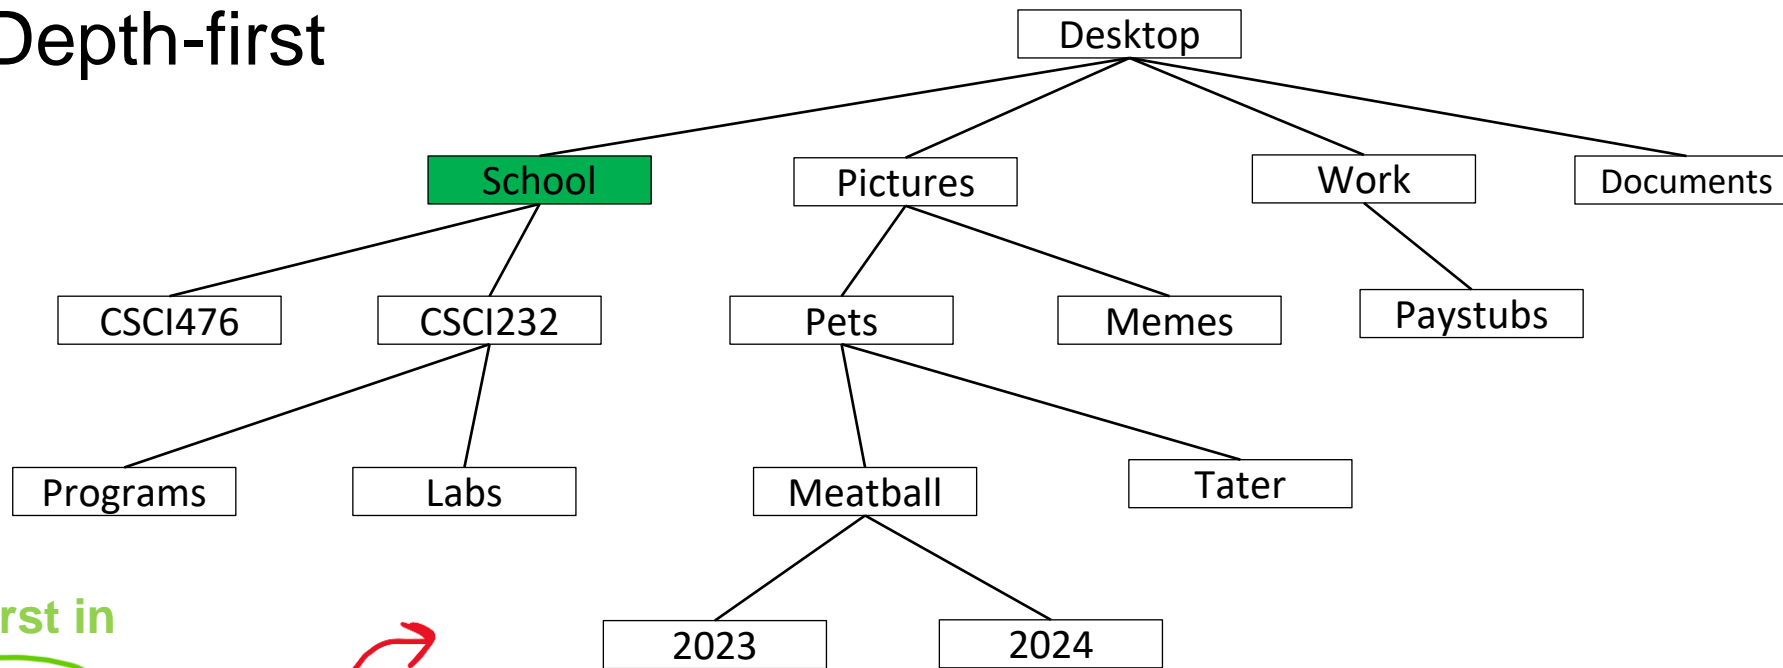 Depth-first
Desktop
School
Pictures
Work
Documents
CSCI476
CSCI232
Pets
Memes
Paystubs
Programs
Labs
Meatball
Tater
rst in
2023
2024